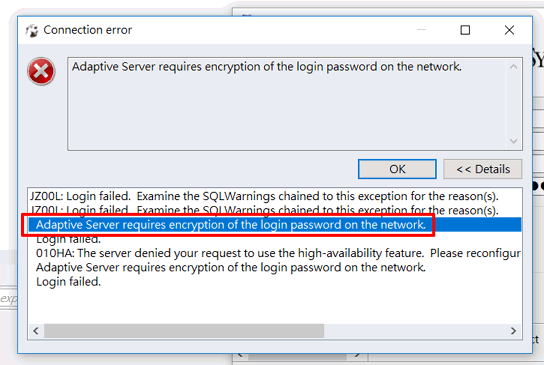 Connection error
Adaptive Server requires encryption of the login password on the network.
OK
<< Details
JZ00L: Login failed. Examine the SQLWarnings chained to this exception for the reason(s).
JZ00L: Login failed. Examine the SQLWarnings chained to this exception for the reason(s).
Adaptive Server requires encryption of the login password on the network.
Login failed.
010HA: The server denied your request to use the high-availability feature. Please reconfigur
Adaptive Server requires encryption of the login password on the network.
Login failed.